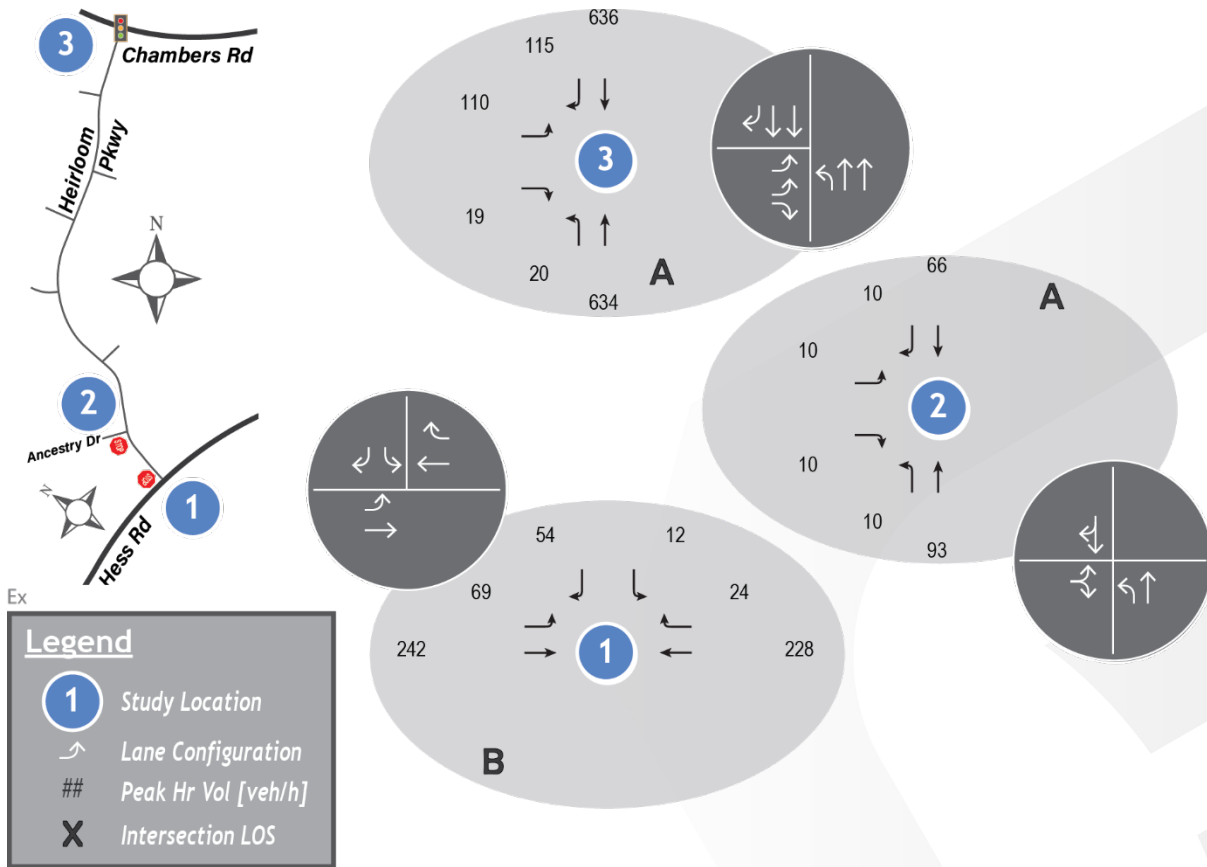 3
Chambers Rd
Heirloom
Pkwy
N
2
Ancestry Dr
STOP
STOP
N
1
Hess Rd
636
115
110
3
19
20
634
A
66
10
10
A
2
10
10
93
54
12
69
24
242
1
228
B
Ex
Legend
1 Study Location
Lane Configuration
## Peak Hr Vol [veh/h]
X Intersection LOS